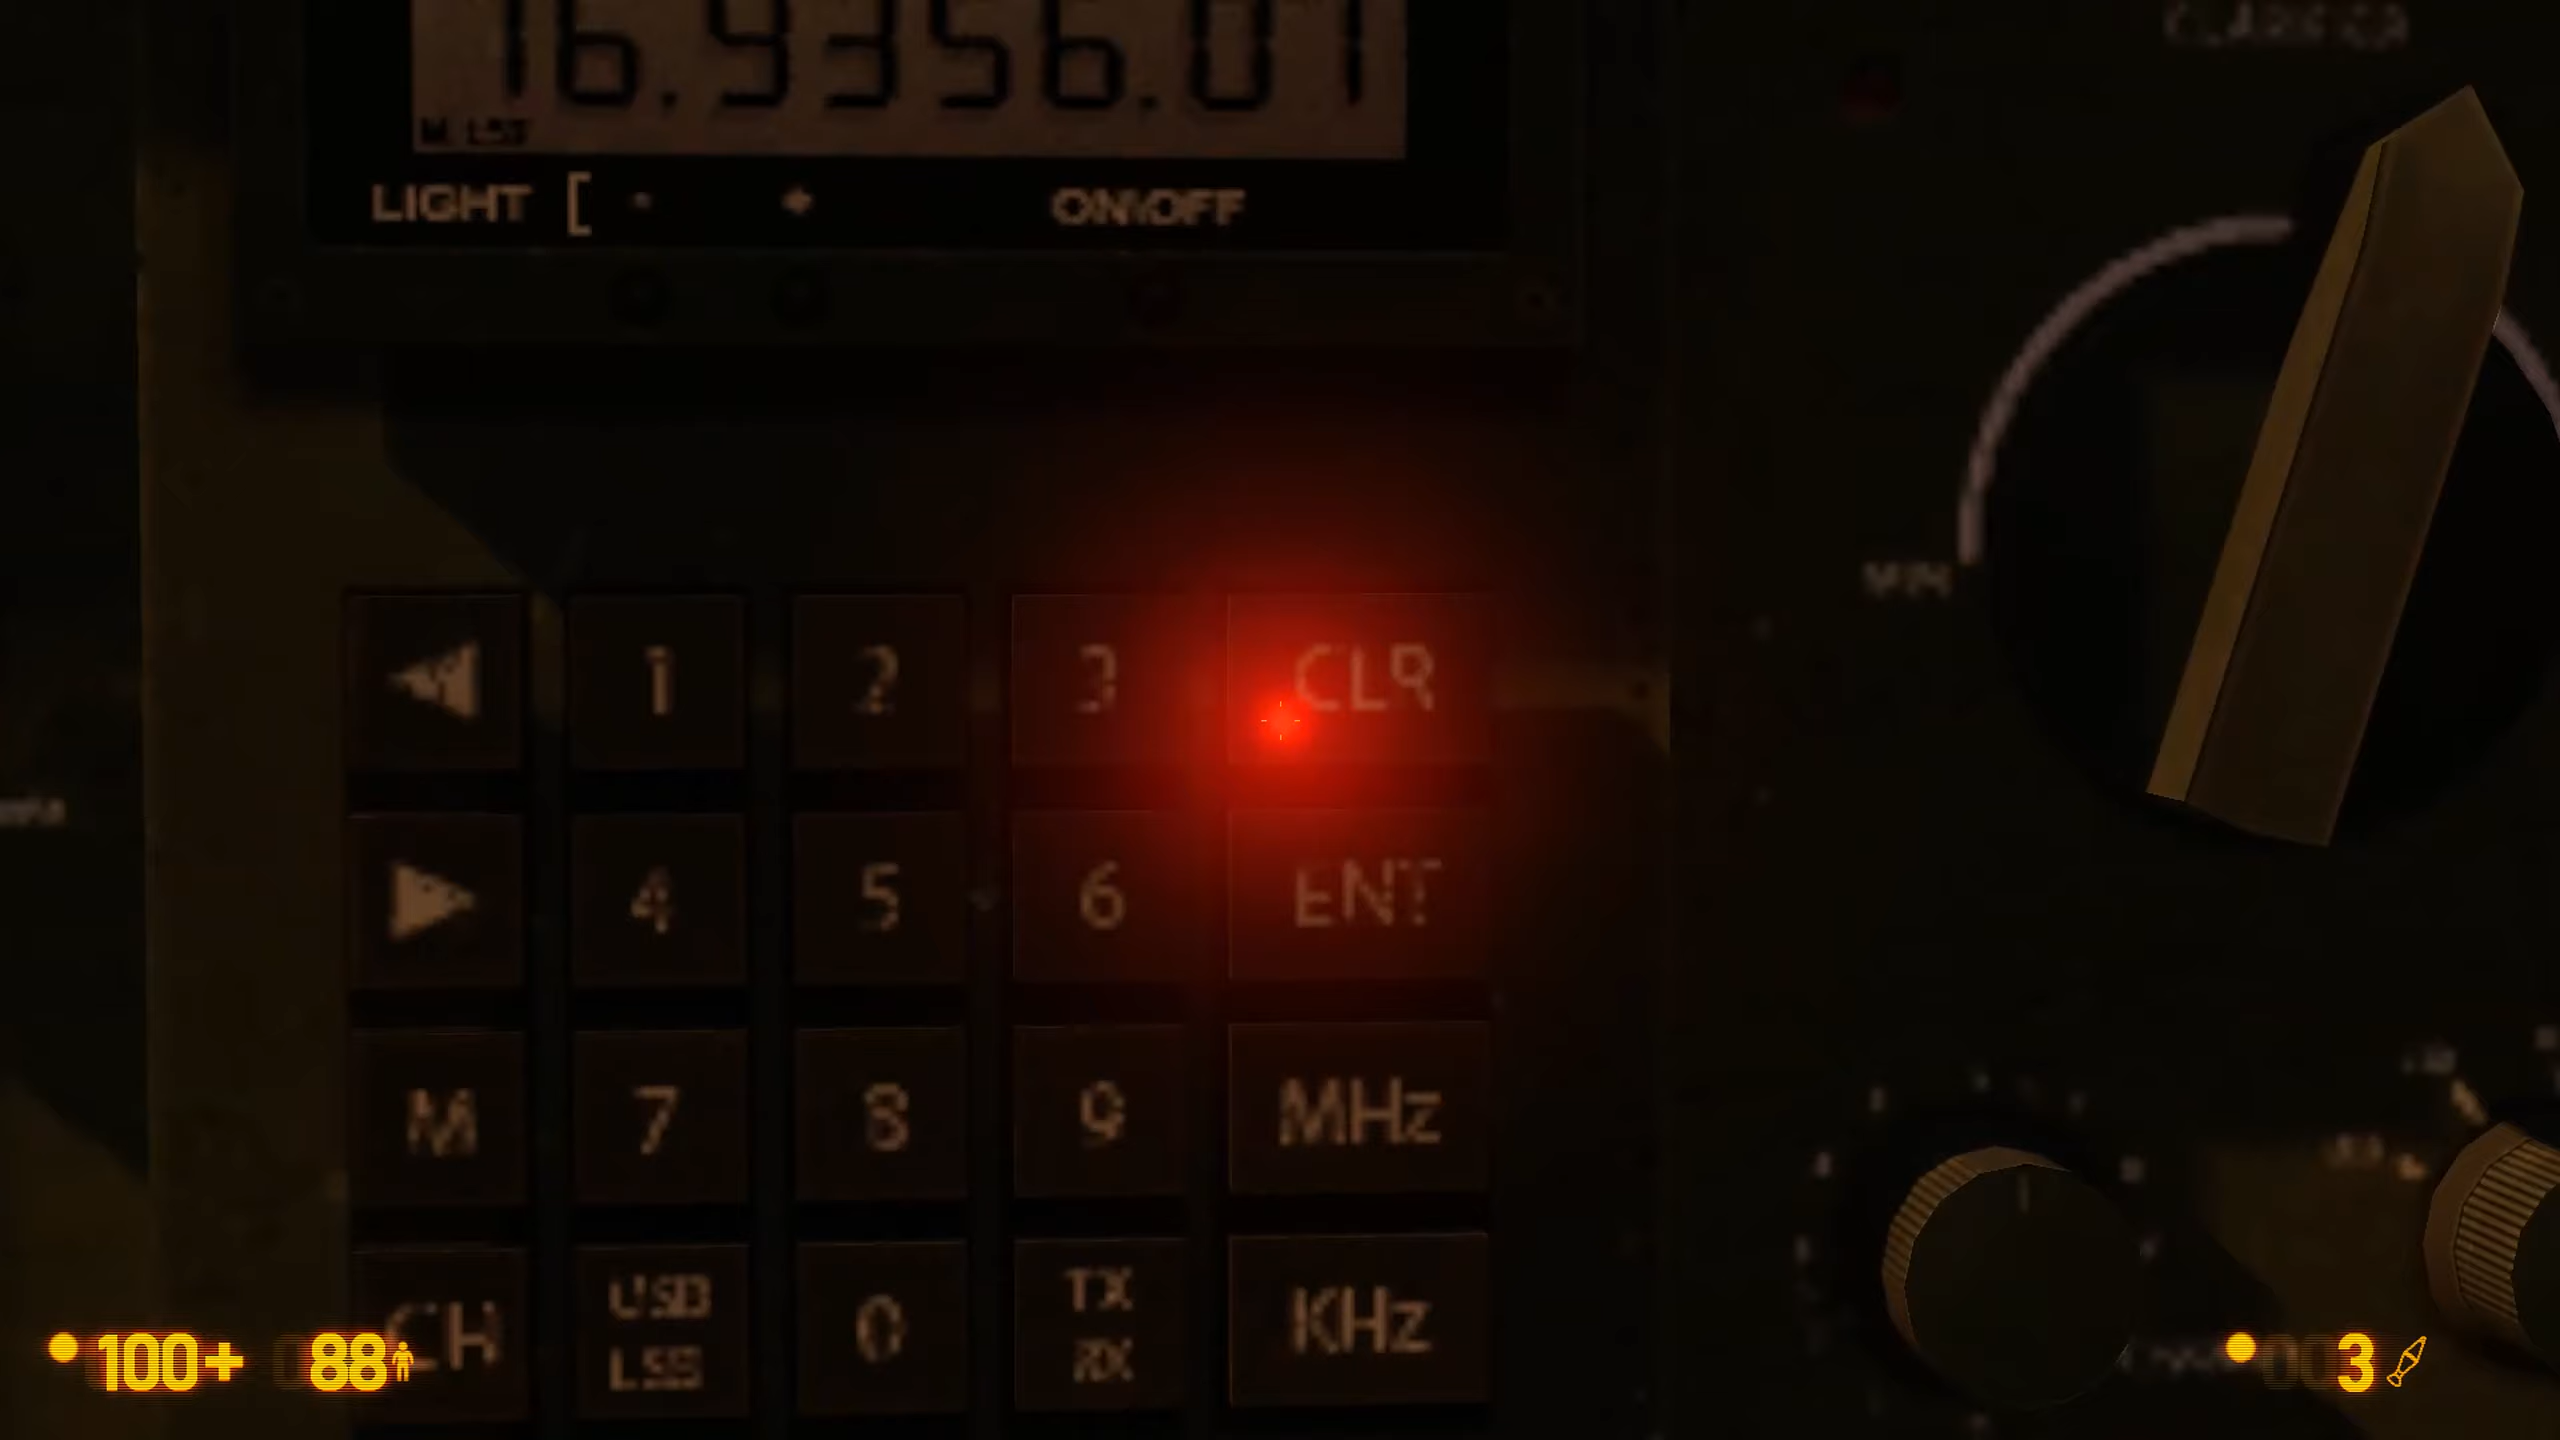 16.9356.01
M LSB
LIGHT [ - + ON\OFF
◀ 1 2 3 CLR
▶ 4 5 6 ENT
M 7 8 9 MHz
CH USB LSB 0 TX RX KHz
100+ 88 3